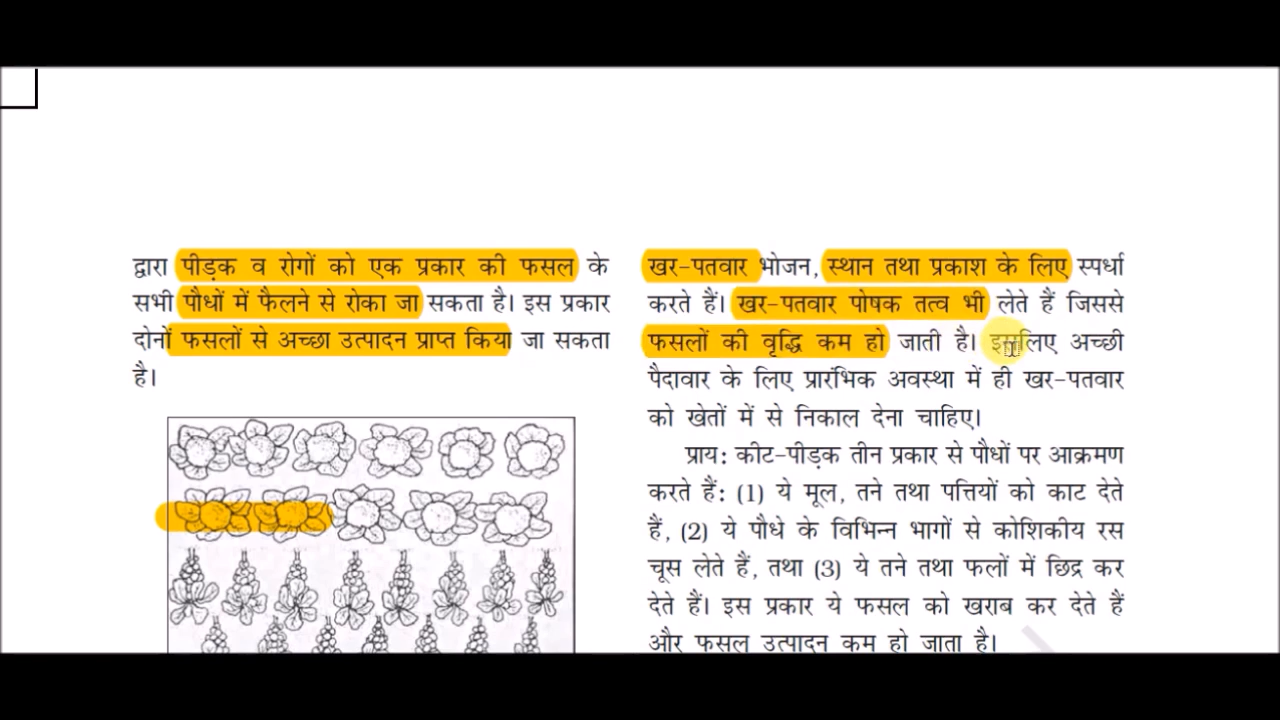 द्वारा पीड़क व रोगों को एक प्रकार की फसल के
सभी पौधों में फैलने से रोका जा सकता है। इस प्रकार
दोनों फसलों से अच्छा उत्पादन प्राप्त किया जा सकता
है।
खर-पतवार भोजन, स्थान तथा प्रकाश के लिए स्पर्धा
करते हैं। खर-पतवार पोषक तत्व भी लेते हैं जिससे
फसलों की वृद्धि कम हो जाती है। इसलिए अच्छी
पैदावार के लिए प्रारंभिक अवस्था में ही खर-पतवार
को खेतों में से निकाल देना चाहिए।
प्राय: कीट-पीड़क तीन प्रकार से पौधों पर आक्रमण
करते हैं: (1) ये मूल, तने तथा पत्तियों को काट देते
हैं, (2) ये पौधे के विभिन्न भागों से कोशिकीय रस
चूस लेते हैं, तथा (3) ये तने तथा फलों में छिद्र कर
देते हैं। इस प्रकार ये फसल को खराब कर देते हैं
और फसल उत्पादन कम हो जाता है।